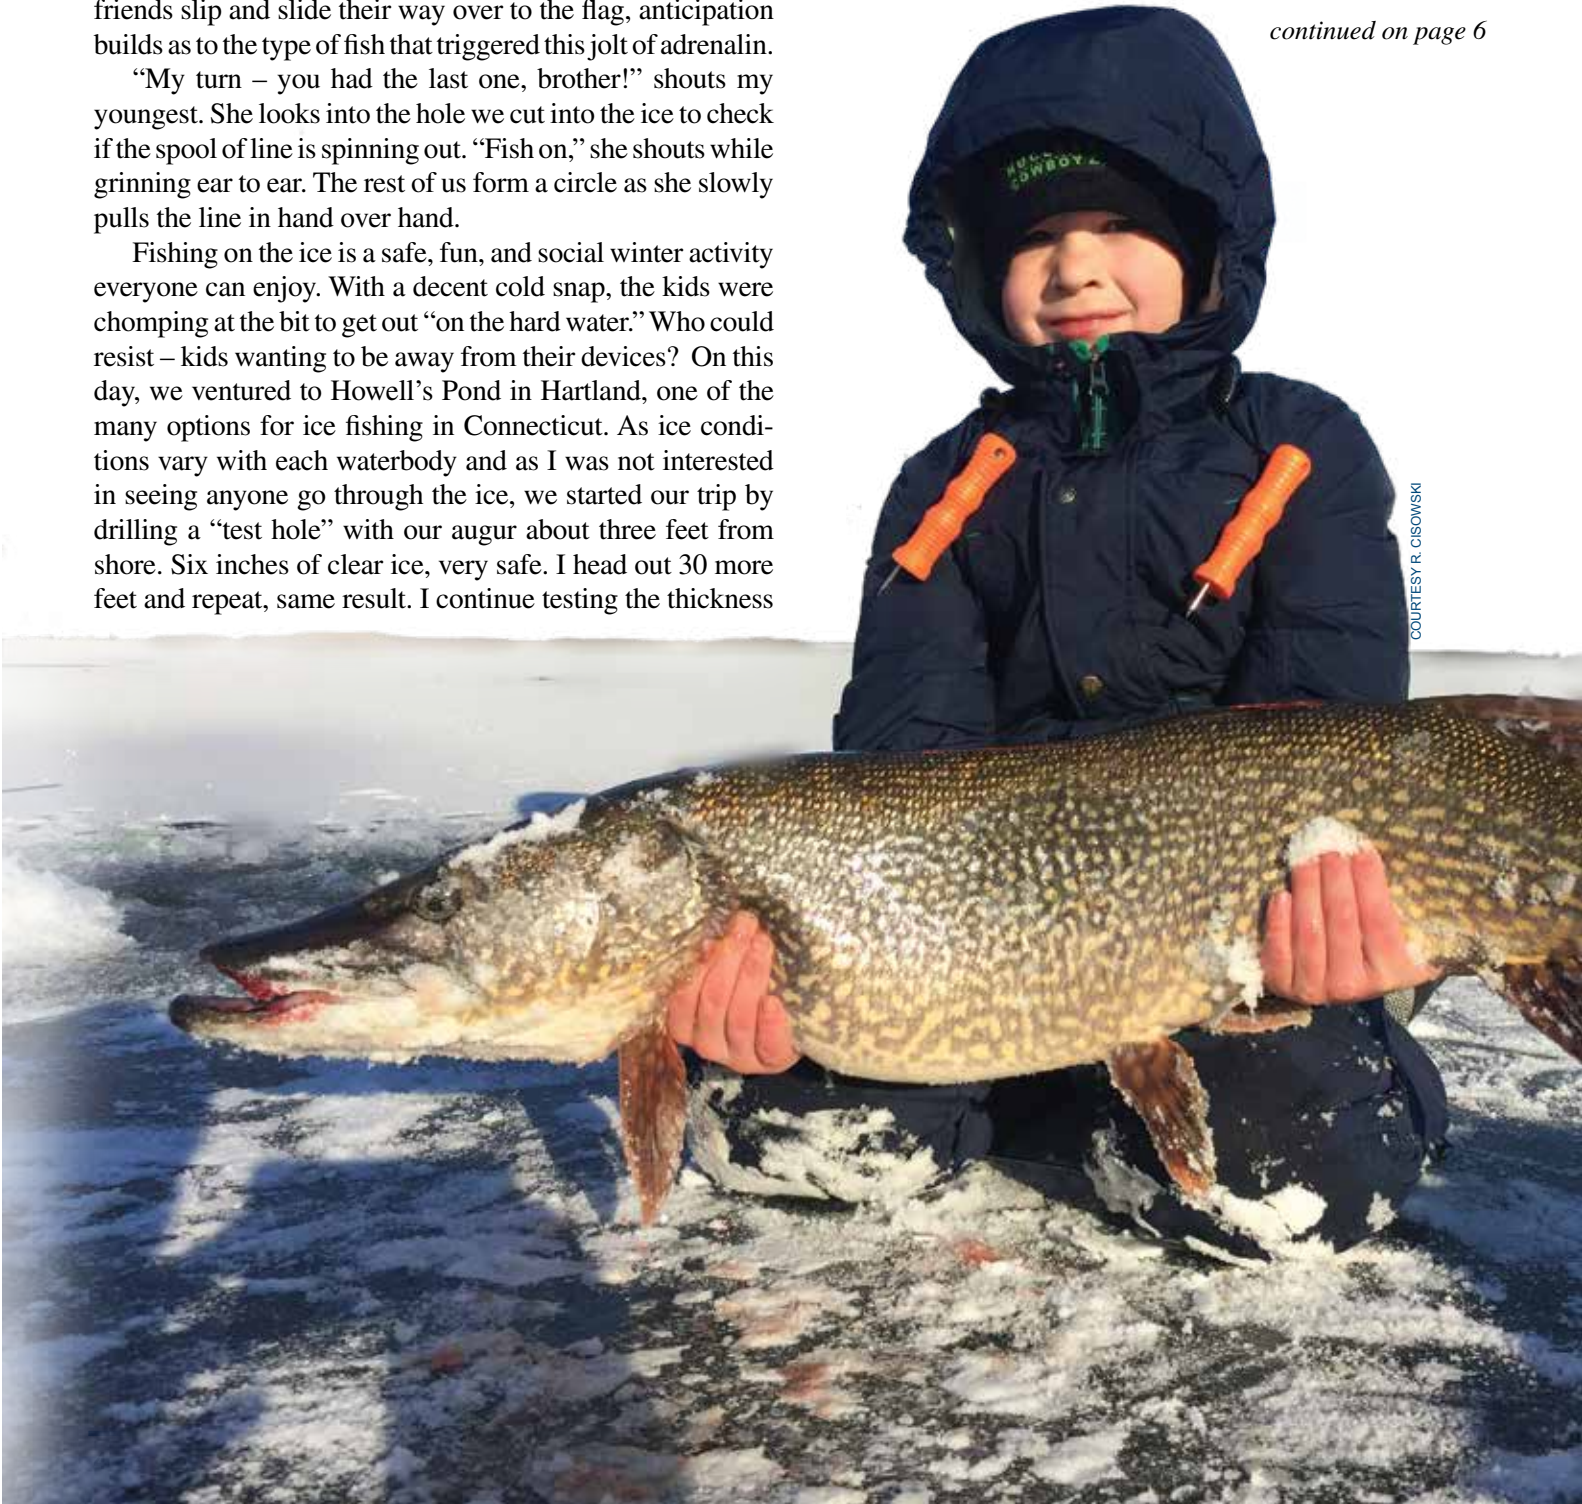 friends slip and slide their way over to the flag, anticipation
builds as to the type of fish that triggered this jolt of adrenalin.
“My turn – you had the last one, brother!” shouts my
youngest. She looks into the hole we cut into the ice to check
if the spool of line is spinning out. “Fish on,” she shouts while
grinning ear to ear. The rest of us form a circle as she slowly
pulls the line in hand over hand.
Fishing on the ice is a safe, fun, and social winter activity
everyone can enjoy. With a decent cold snap, the kids were
chomping at the bit to get out “on the hard water.” Who could
resist – kids wanting to be away from their devices? On this
day, we ventured to Howell’s Pond in Hartland, one of the
many options for ice fishing in Connecticut. As ice condi-
tions vary with each waterbody and as I was not interested
in seeing anyone go through the ice, we started our trip by
drilling a “test hole” with our augur about three feet from
shore. Six inches of clear ice, very safe. I head out 30 more
feet and repeat, same result. I continue testing the thickness
continued on page 6
COWBOY
COURTESY R. CISOWSKI